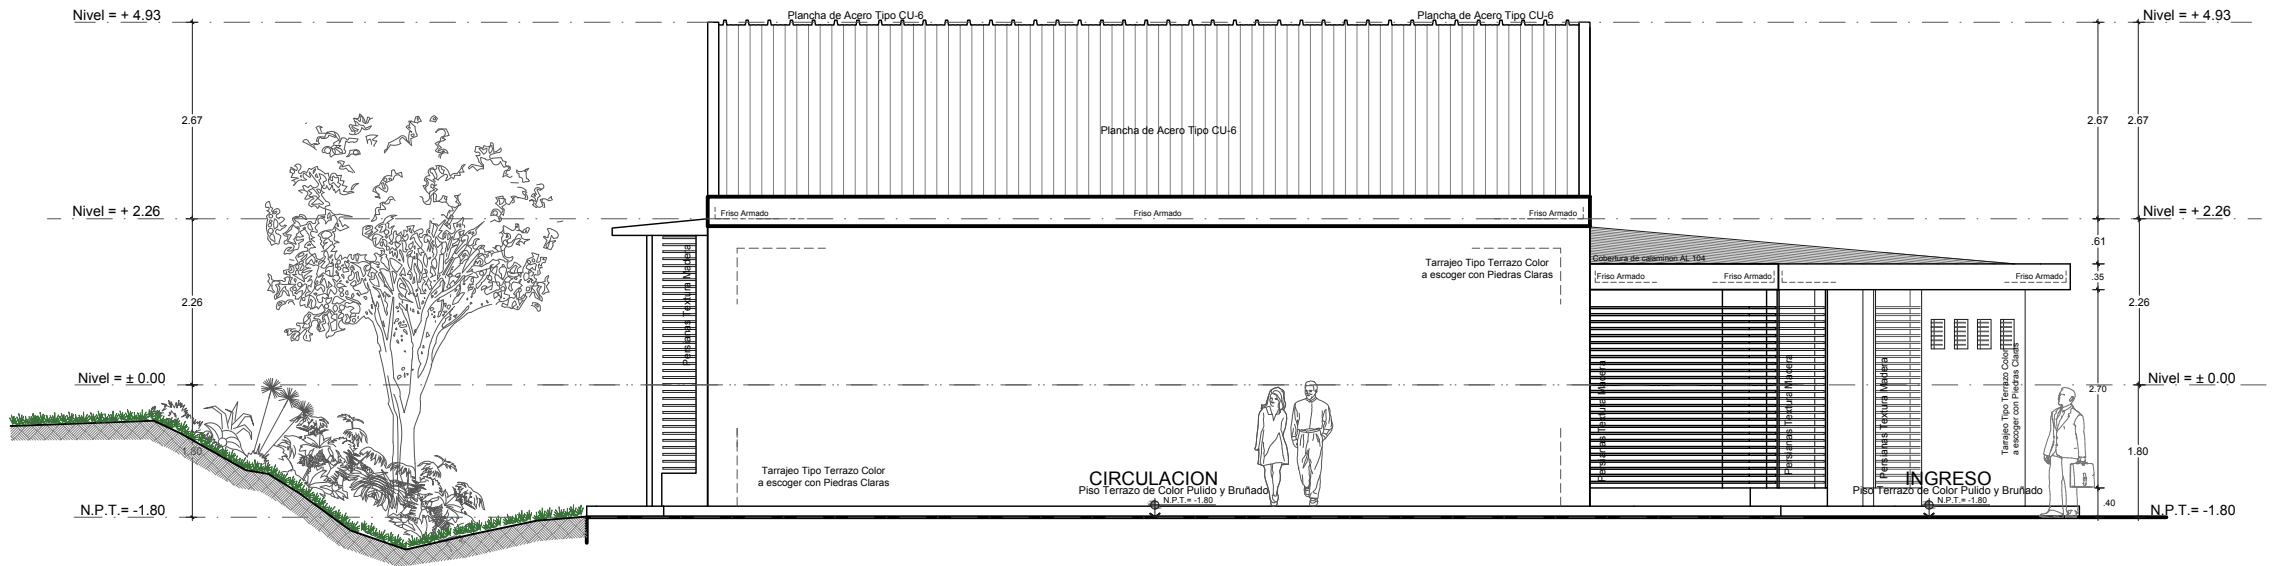 Nivel = + 4.93
Plancha de Acero Tipo CU-6
Plancha de Acero Tipo CU-6
Nivel = + 4.93
2.67
Plancha de Acero Tipo CU-6
2.67
2.67
Nivel = + 2.26
Friso Armado
Friso Armado
Friso Armado
Nivel = + 2.26
.61
Persianas Textura Madera
Tarrajeo Tipo Terrazo Color
a escoger con Piedras Claras
Cobertura de calaminon AL 104
Friso Armado
Friso Armado
Friso Armado
.35
2.26
2.26
Nivel = ± 0.00
Nivel = ± 0.00
Persianas Textura Madera
Persianas Textura Madera
Persianas Textura Madera
Tarrajeo Tipo Terrazo Color
a escoger con Piedras Claras
2.70
1.80
1.80
Tarrajeo Tipo Terrazo Color
a escoger con Piedras Claras
CIRCULACION
Piso Terrazo de Color Pulido y Bruñado
N.P.T.= -1.80
INGRESO
Piso Terrazo de Color Pulido y Bruñado
N.P.T.= -1.80
.40
N.P.T.= -1.80
N.P.T.= -1.80